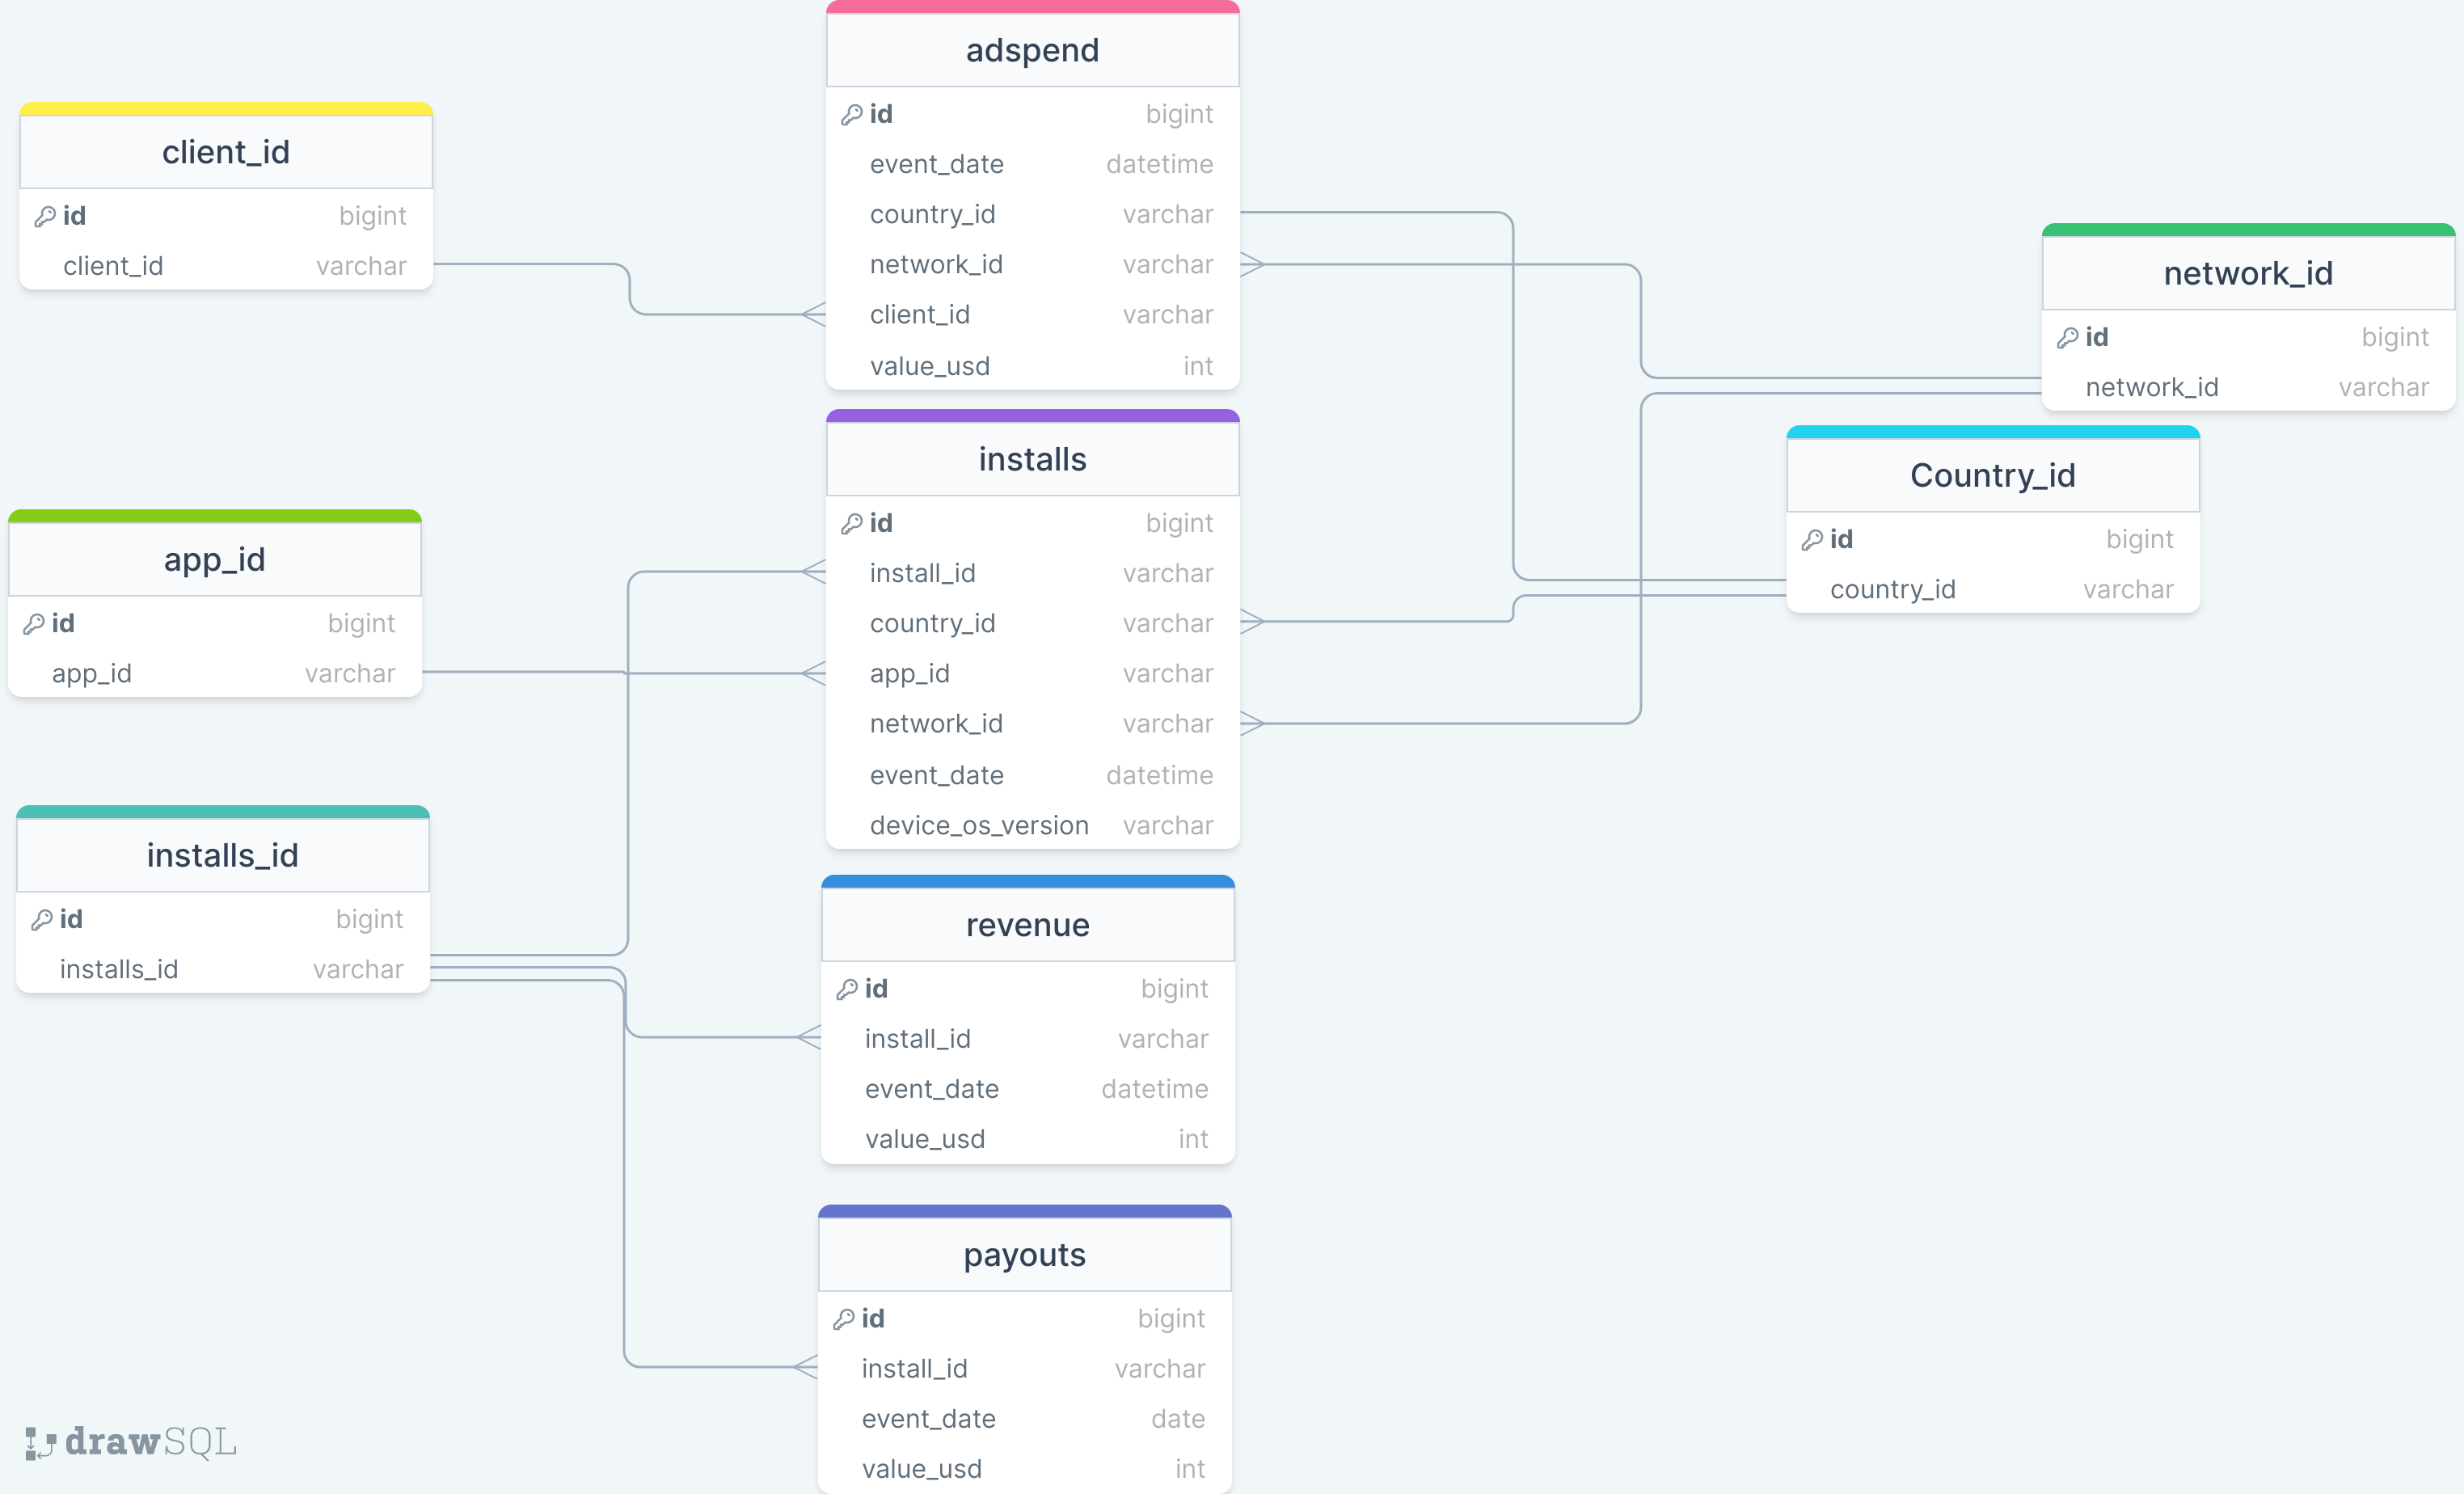 adspend
id bigint
event_date datetime
country_id varchar
network_id varchar
client_id varchar
value_usd int
client_id
id bigint
client_id varchar
network_id
id bigint
network_id varchar
installs
id bigint
install_id varchar
country_id varchar
app_id varchar
network_id varchar
event_date datetime
device_os_version varchar
Country_id
id bigint
country_id varchar
app_id
id bigint
app_id varchar
installs_id
id bigint
installs_id varchar
revenue
id bigint
install_id varchar
event_date datetime
value_usd int
payouts
id bigint
install_id varchar
event_date date
value_usd int
drawSQL